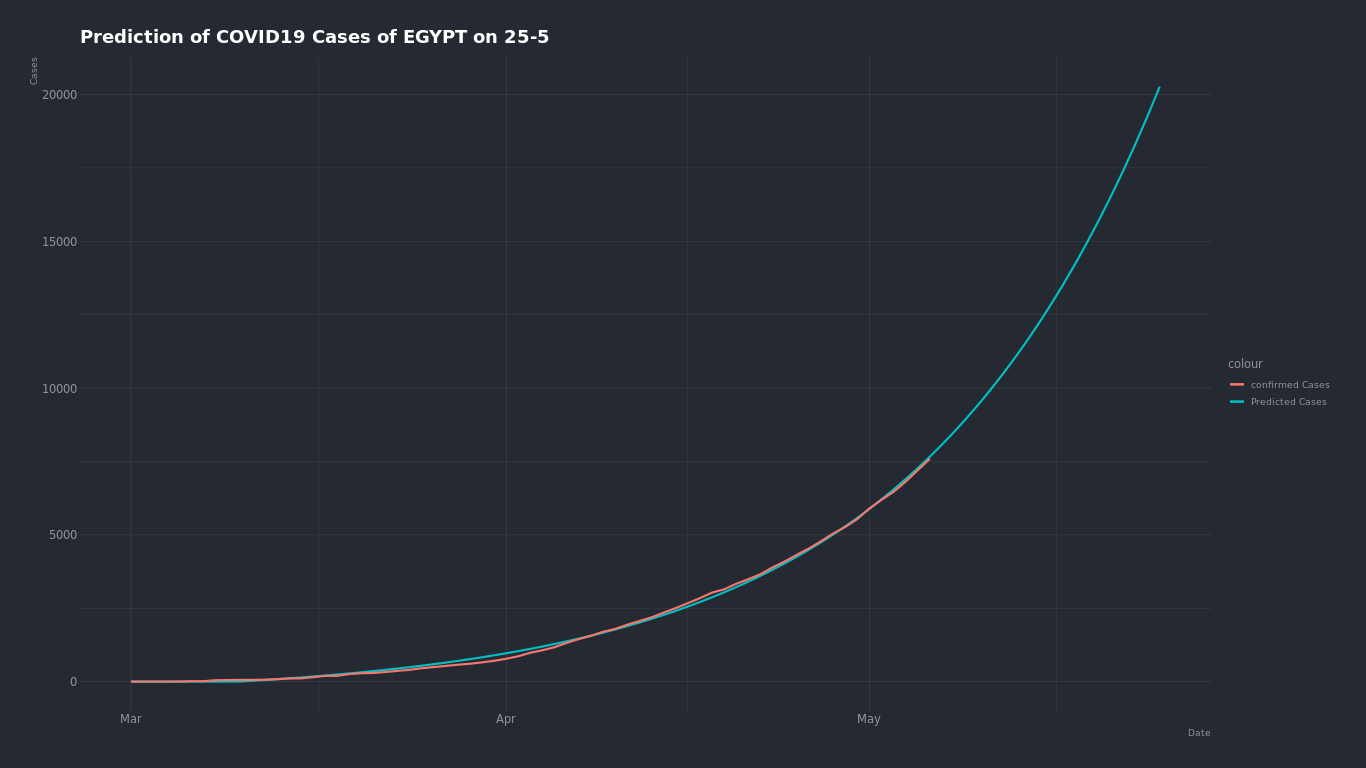 Prediction of COVID19 Cases of EGYPT on 25-5
Cases
20000
15000
10000
5000
0
Mar Apr May
Date
colour
confirmed Cases
Predicted Cases